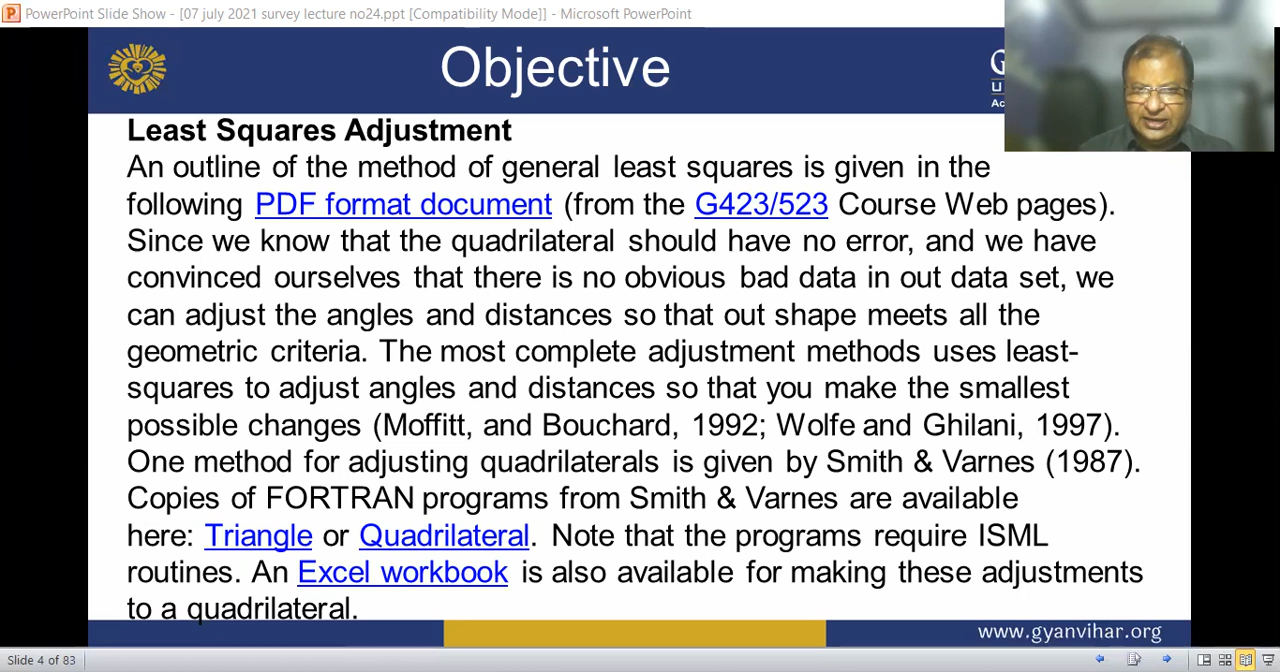 PowerPoint Slide Show - [07 july 2021 survey lecture no24.ppt [Compatibility Mode]] - Microsoft PowerPoint
Objective
G
U
Ac
Least Squares Adjustment
An outline of the method of general least squares is given in the
following PDF format document (from the G423/523 Course Web pages).
Since we know that the quadrilateral should have no error, and we have
convinced ourselves that there is no obvious bad data in out data set, we
can adjust the angles and distances so that out shape meets all the
geometric criteria. The most complete adjustment methods uses least-
squares to adjust angles and distances so that you make the smallest
possible changes (Moffitt, and Bouchard, 1992; Wolfe and Ghilani, 1997).
One method for adjusting quadrilaterals is given by Smith & Varnes (1987).
Copies of FORTRAN programs from Smith & Varnes are available
here: Triangle or Quadrilateral. Note that the programs require ISML
routines. An Excel workbook is also available for making these adjustments
to a quadrilateral.
www.gyanvihar.org
Slide 4 of 83